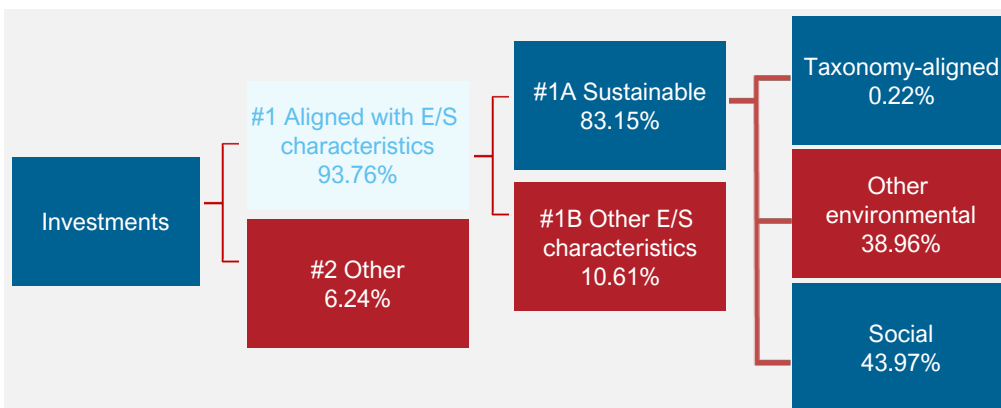 Investments
#1 Aligned with E/S
characteristics
93.76%
#2 Other
6.24%
#1A Sustainable
83.15%
#1B Other E/S
characteristics
10.61%
Taxonomy-aligned
0.22%
Other
environmental
38.96%
Social
43.97%